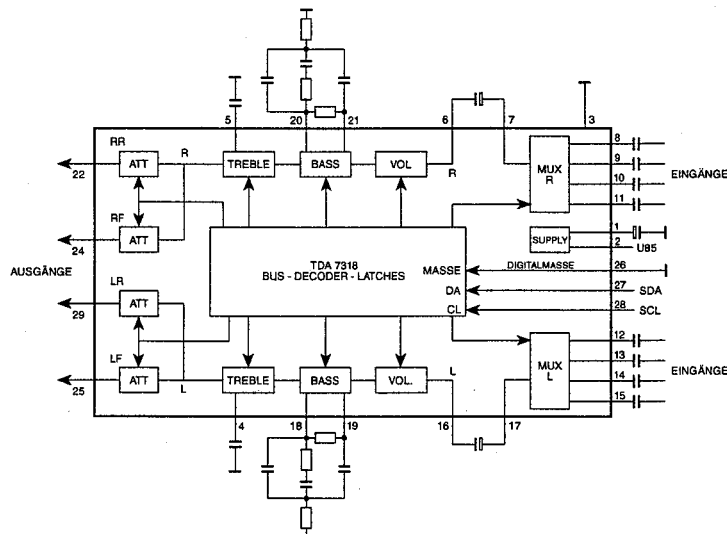 20 21
5 6 7 3
8
RR R
ATT TREBLE BASS VOL MUX
R R
22 9 EINGÄNGE
10
11
RF
ATT
24
SUPPLY 1
2 U85
AUSGÄNGE
TDA 7318
BUS - DECODER - LATCHES
MASSE DIGITALMASSE 26
DA 27 SDA
CL 28 SCL
LR
ATT
29
12
13
LF L
ATT TREBLE BASS VOL. MUX
L L
25 14 EINGÄNGE
15
4 18 19 16 17